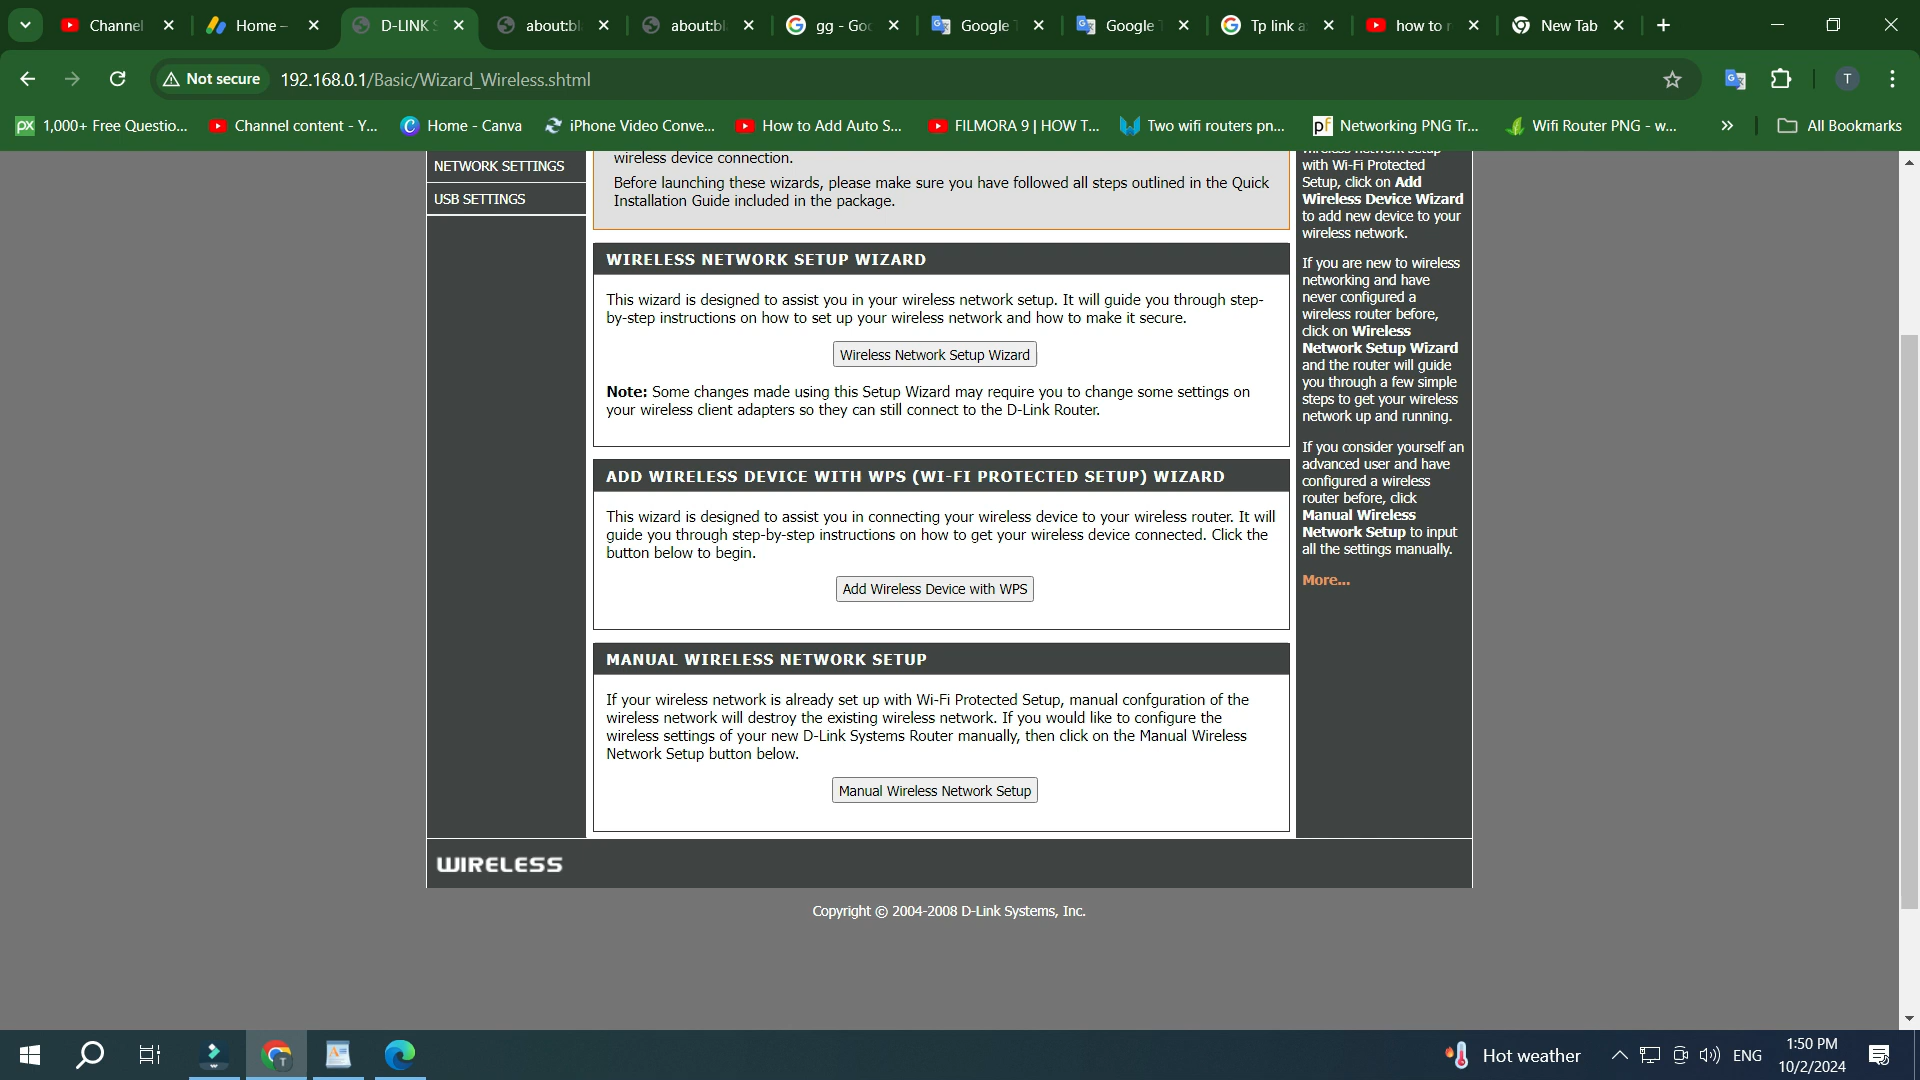 Channel
Home -
D-LINK S
about:bl
about:bl
gg - Goo
Google T
Google T
Tp link a
how to r
New Tab
Not secure
192.168.0.1/Basic/Wizard_Wireless.shtml
T
1,000+ Free Questio...
Channel content - Y...
Home - Canva
iPhone Video Conve...
How to Add Auto S...
FILMORA 9 | HOW T...
Two wifi routers pn...
Networking PNG Tr...
Wifi Router PNG - w...
All Bookmarks
NETWORK SETTINGS
USB SETTINGS
wireless device connection.
Before launching these wizards, please make sure you have followed all steps outlined in the Quick
Installation Guide included in the package.
WIRELESS NETWORK SETUP WIZARD
This wizard is designed to assist you in your wireless network setup. It will guide you through step-
by-step instructions on how to set up your wireless network and how to make it secure.
Wireless Network Setup Wizard
Note: Some changes made using this Setup Wizard may require you to change some settings on
your wireless client adapters so they can still connect to the D-Link Router.
ADD WIRELESS DEVICE WITH WPS (WI-FI PROTECTED SETUP) WIZARD
This wizard is designed to assist you in connecting your wireless device to your wireless router. It will
guide you through step-by-step instructions on how to get your wireless device connected. Click the
button below to begin.
Add Wireless Device with WPS
MANUAL WIRELESS NETWORK SETUP
If your wireless network is already set up with Wi-Fi Protected Setup, manual confguration of the
wireless network will destroy the existing wireless network. If you would like to configure the
wireless settings of your new D-Link Systems Router manually, then click on the Manual Wireless
Network Setup button below.
Manual Wireless Network Setup
wireless network setup
with Wi-Fi Protected
Setup, click on Add
Wireless Device Wizard
to add new device to your
wireless network.
If you are new to wireless
networking and have
never configured a
wireless router before,
click on Wireless
Network Setup Wizard
and the router will guide
you through a few simple
steps to get your wireless
network up and running.
If you consider yourself an
advanced user and have
configured a wireless
router before, click
Manual Wireless
Network Setup to input
all the settings manually.
More...
WIRELESS
Copyright © 2004-2008 D-Link Systems, Inc.
Hot weather
ENG
1:50 PM
10/2/2024